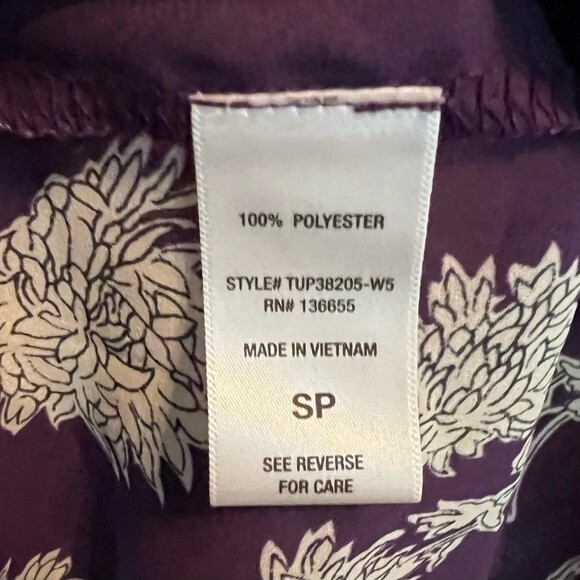 100% POLYESTER
STYLE# TUP38205-W5
RN# 136655
MADE IN VIETNAM
SP
SEE REVERSE
FOR CARE